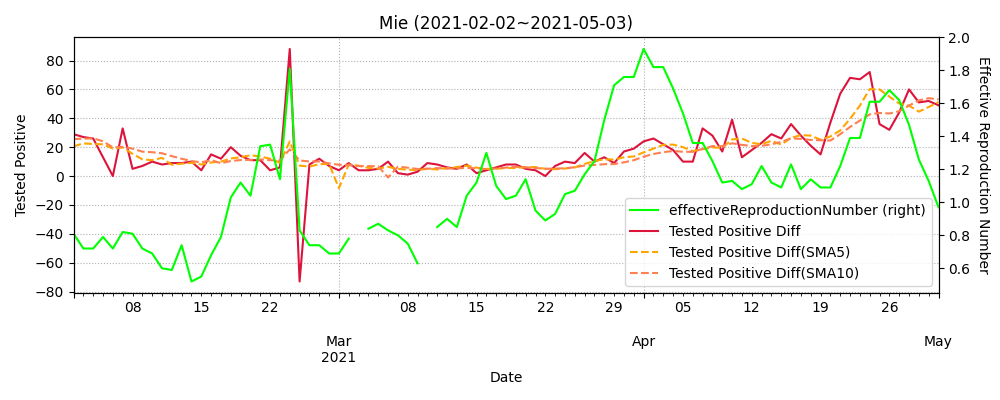 Mie (2021-02-02~2021-05-03)
Tested Positive
80
60
40
20
0
−20
−40
−60
−80
2.0
1.8
1.6
1.4
1.2
1.0
0.8
0.6
Effective Reproduction Number
effectiveReproductionNumber (right)
Tested Positive Diff
Tested Positive Diff(SMA5)
Tested Positive Diff(SMA10)
08 15 22 08 15 22 29 05 12 19 26
Mar Apr May
2021
Date